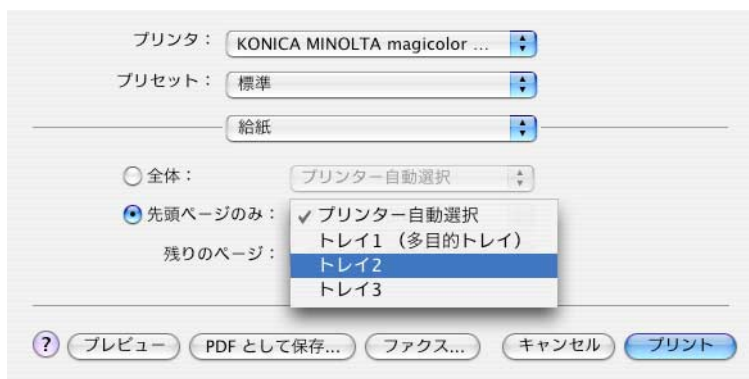 プリンタ： KONICA MINOLTA magicolor ...
プリセット： 標準
給紙
全体： プリンター自動選択
先頭ページのみ： ✓ プリンター自動選択
トレイ1 （多目的トレイ）
残りのページ： トレイ2
トレイ3
? プレビュー PDF として保存... ファクス... キャンセル プリント